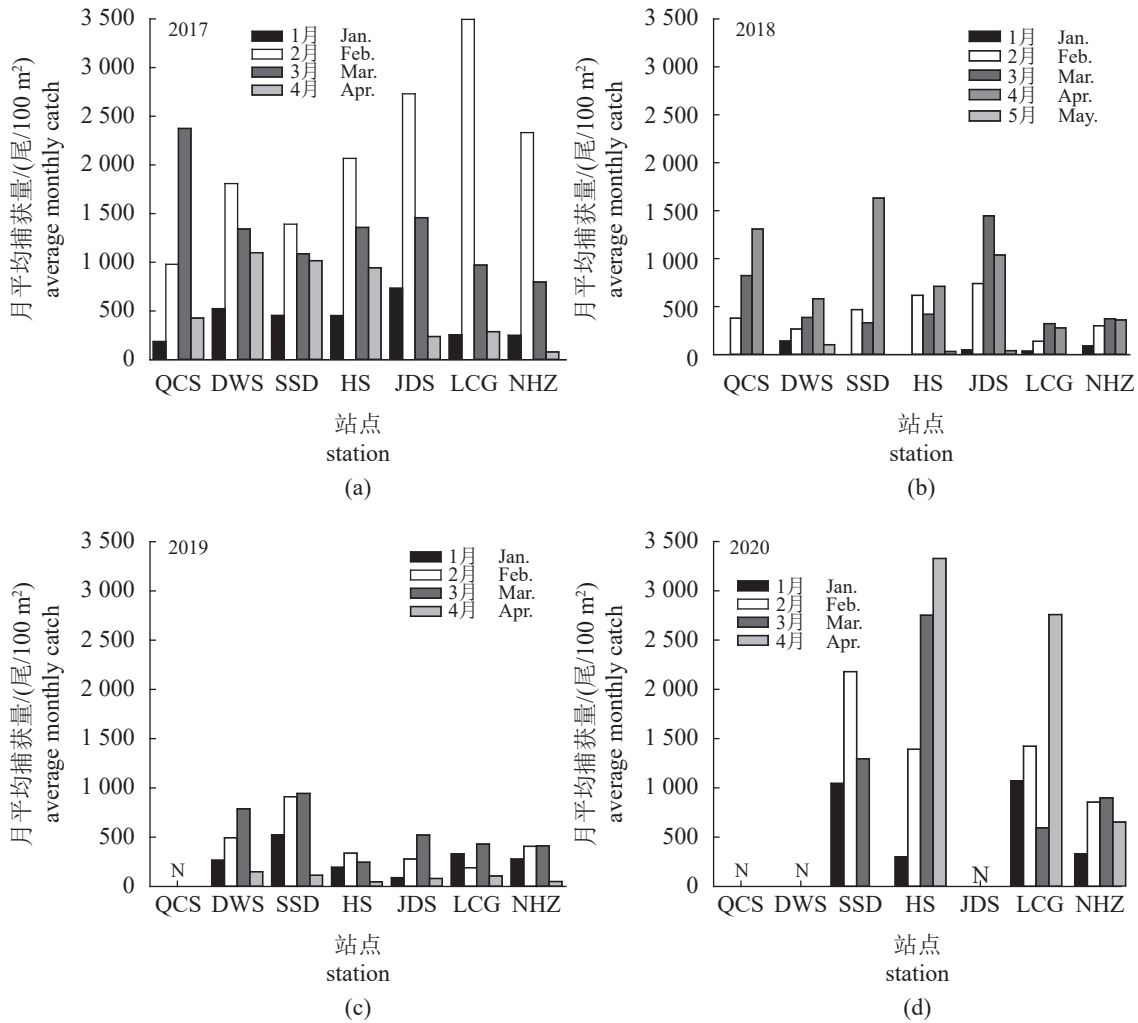 月平均捕获量/(尾/100 m²)
average monthly catch
3 500
3 000
2 500
2 000
1 500
1 000
500
0
2017
1月 Jan.
2月 Feb.
3月 Mar.
4月 Apr.
QCS DWS SSD HS JDS LCG NHZ
站点
station
(a)
月平均捕获量/(尾/100 m²)
average monthly catch
3 500
3 000
2 500
2 000
1 500
1 000
500
0
2018
1月 Jan.
2月 Feb.
3月 Mar.
4月 Apr.
5月 May.
QCS DWS SSD HS JDS LCG NHZ
站点
station
(b)
月平均捕获量/(尾/100 m²)
average monthly catch
3 500
3 000
2 500
2 000
1 500
1 000
500
0
2019
1月 Jan.
2月 Feb.
3月 Mar.
4月 Apr.
N
QCS DWS SSD HS JDS LCG NHZ
站点
station
(c)
月平均捕获量/(尾/100 m²)
average monthly catch
3 500
3 000
2 500
2 000
1 500
1 000
500
0
2020
1月 Jan.
2月 Feb.
3月 Mar.
4月 Apr.
N N N
QCS DWS SSD HS JDS LCG NHZ
站点
station
(d)